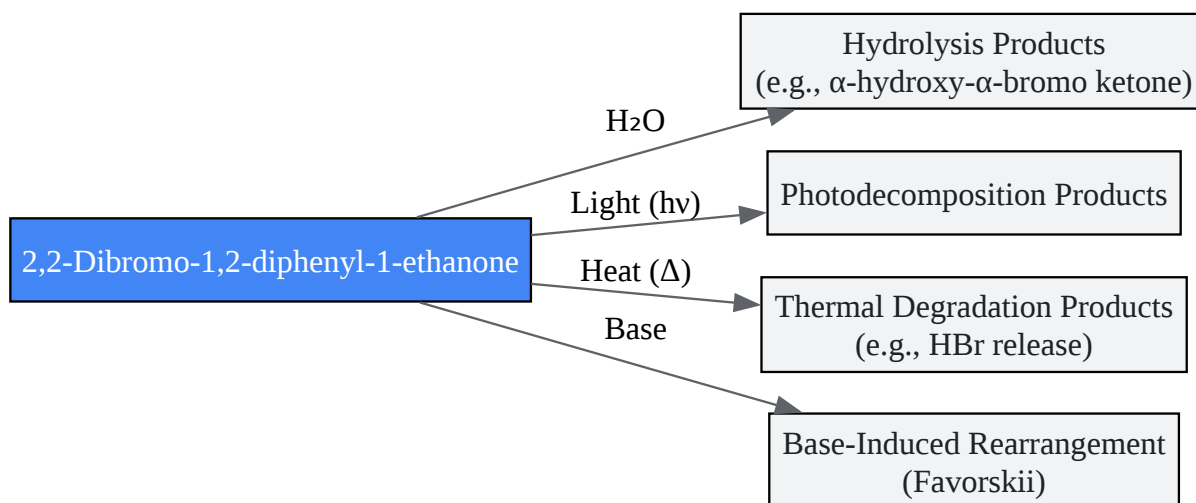 Hydrolysis Products
(e.g., α-hydroxy-α-bromo ketone)
H₂O
Light (hν)
Photodecomposition Products
2,2-Dibromo-1,2-diphenyl-1-ethanone
Heat (Δ)
Thermal Degradation Products
(e.g., HBr release)
Base
Base-Induced Rearrangement
(Favorskii)